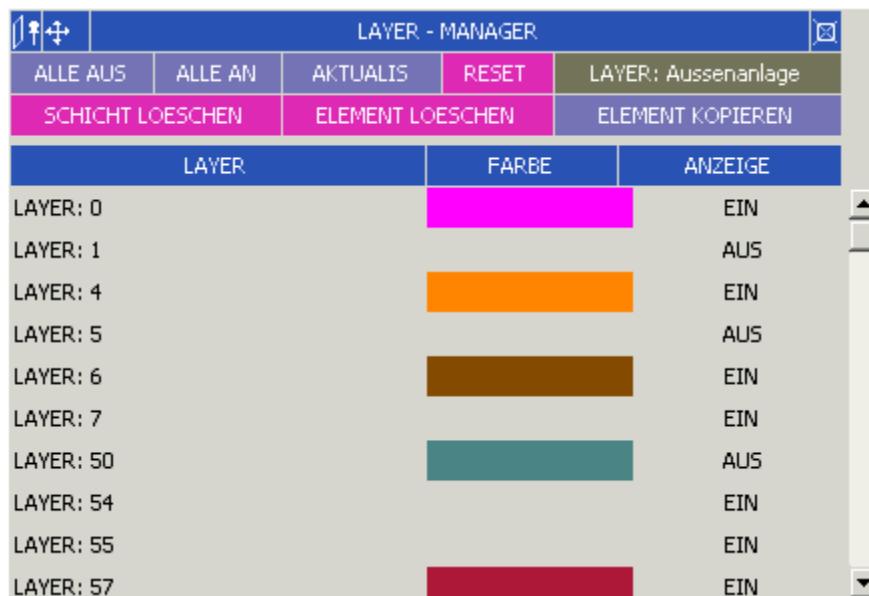 LAYER - MANAGER
ALLE AUS ALLE AN AKTUALIS RESET LAYER: Aussenanlage
SCHICHT LOESCHEN ELEMENT LOESCHEN ELEMENT KOPIEREN
LAYER FARBE ANZEIGE
LAYER: 0 EIN
LAYER: 1 AUS
LAYER: 4 EIN
LAYER: 5 AUS
LAYER: 6 EIN
LAYER: 7 EIN
LAYER: 50 AUS
LAYER: 54 EIN
LAYER: 55 EIN
LAYER: 57 EIN